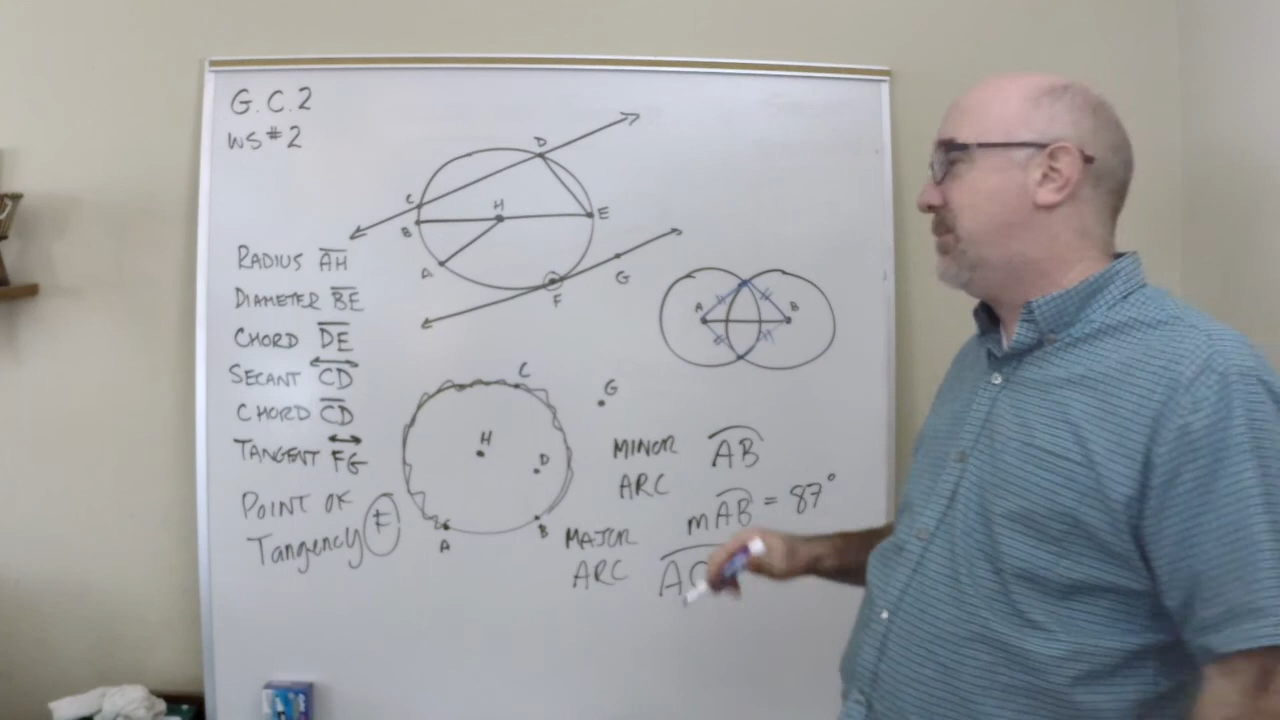 G.C.2
WS#2
D
C
H
E
B
A
G
F
RADIUS AH
DIAMETER BE
CHORD DE
SECANT CD
CHORD CD
TANGENT FG
POINT OF
Tangency F
A
B
C
G
H
D
A
B
MINOR
ARC
AB
mAB = 87°
MAJOR
ARC